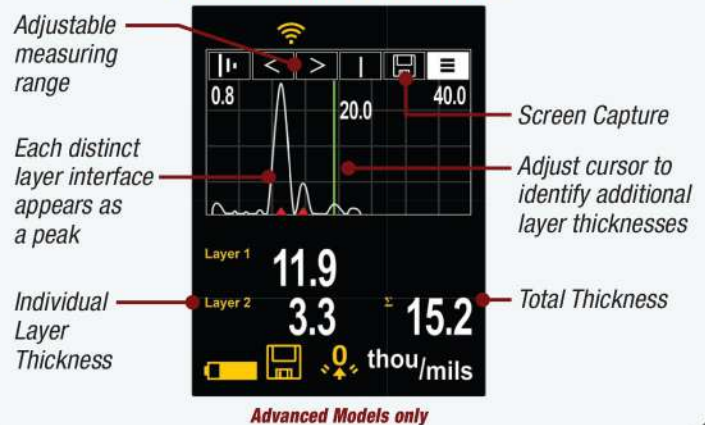 Adjustable
measuring
range
Each distinct
layer interface
appears as
a peak
Individual
Layer
Thickness
< >
0.8 20.0 40.0
Layer 1 11.9
Layer 2 3.3 Σ 15.2
0 thou/mils
Screen Capture
Adjust cursor to
identify additional
layer thicknesses
Total Thickness
Advanced Models only